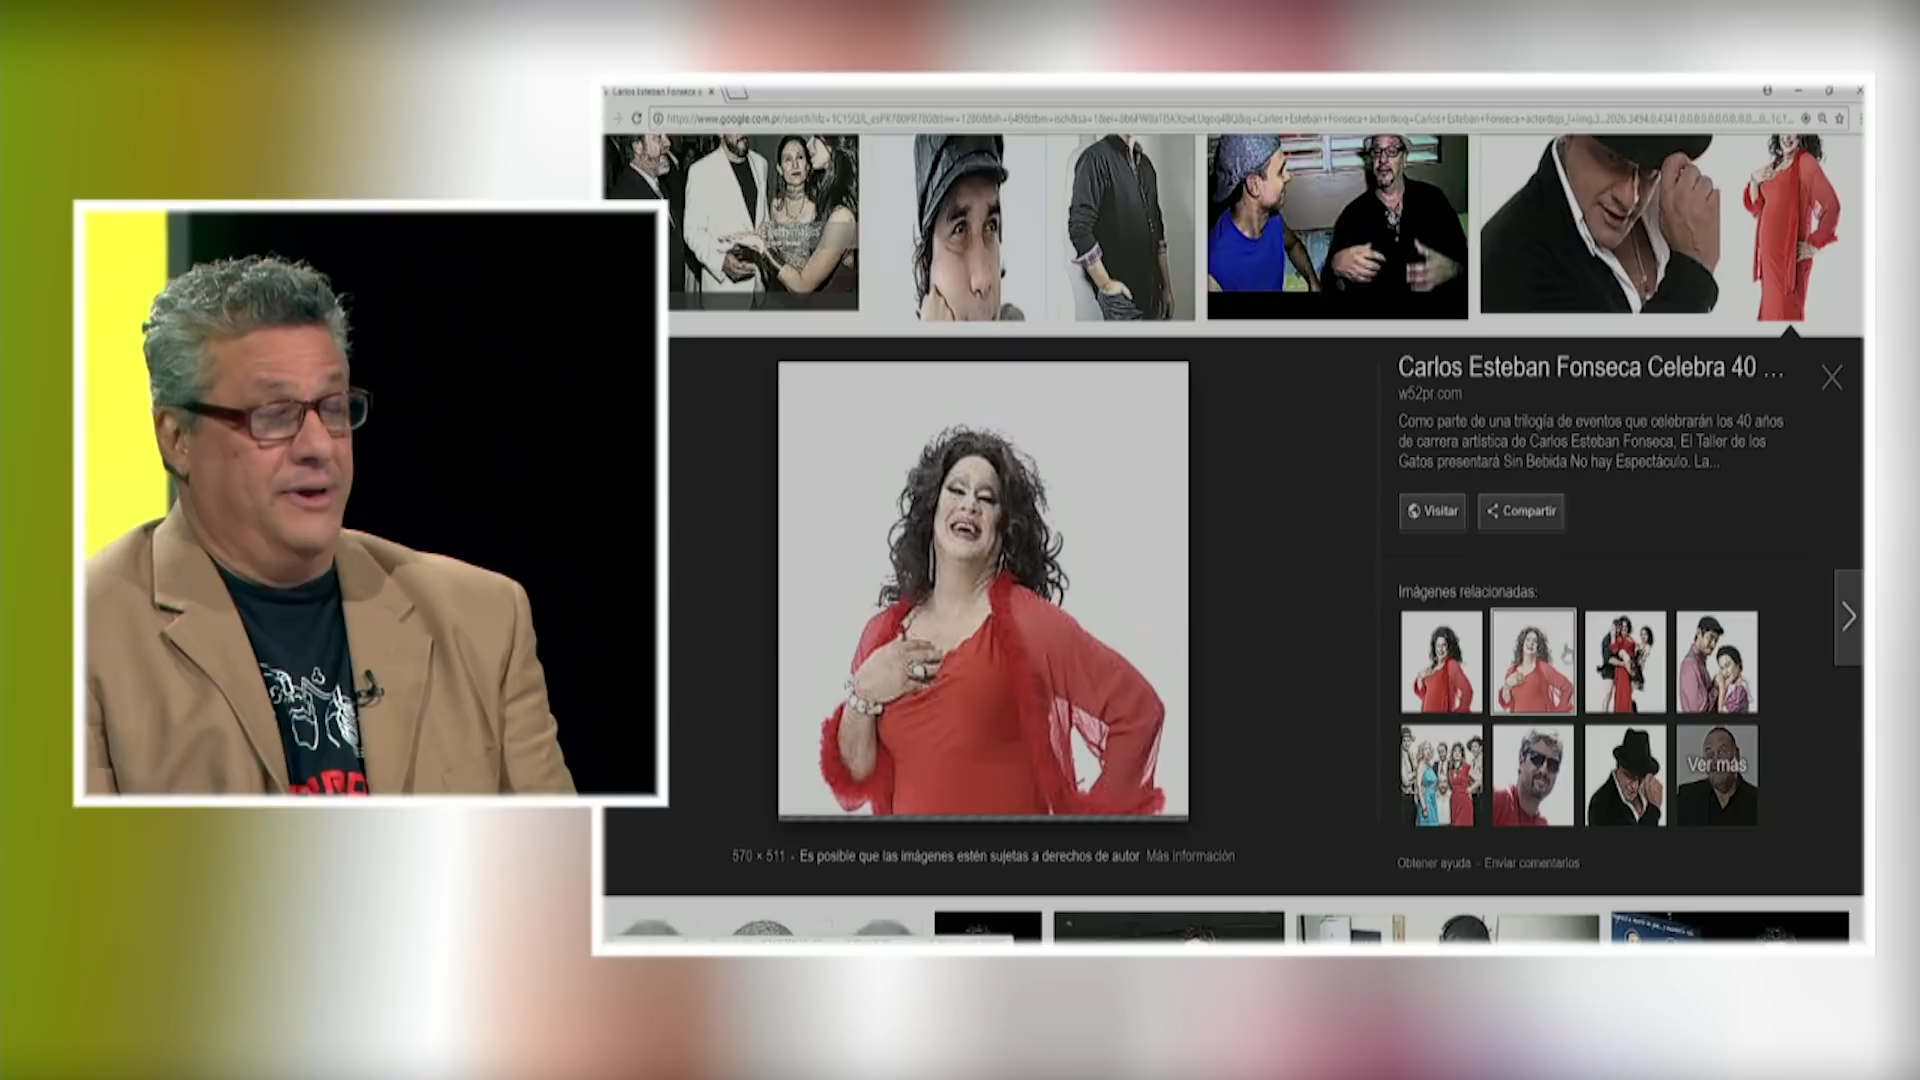 Carlos Esteban Fonseca
Carlos Esteban Fonseca Celebra 40 ...
w52pr.com
Como parte de una trilogía de eventos que celebrarán los 40 años
de carrera artística de Carlos Esteban Fonseca, El Taller de los
Gatos presentará Sin Bebida No hay Espectáculo. La...
Visitar
Compartir
Imágenes relacionadas:
Ver más
570 × 511 - Es posible que las imágenes estén sujetas a derechos de autor Más información
Obtener ayuda - Enviar comentarios